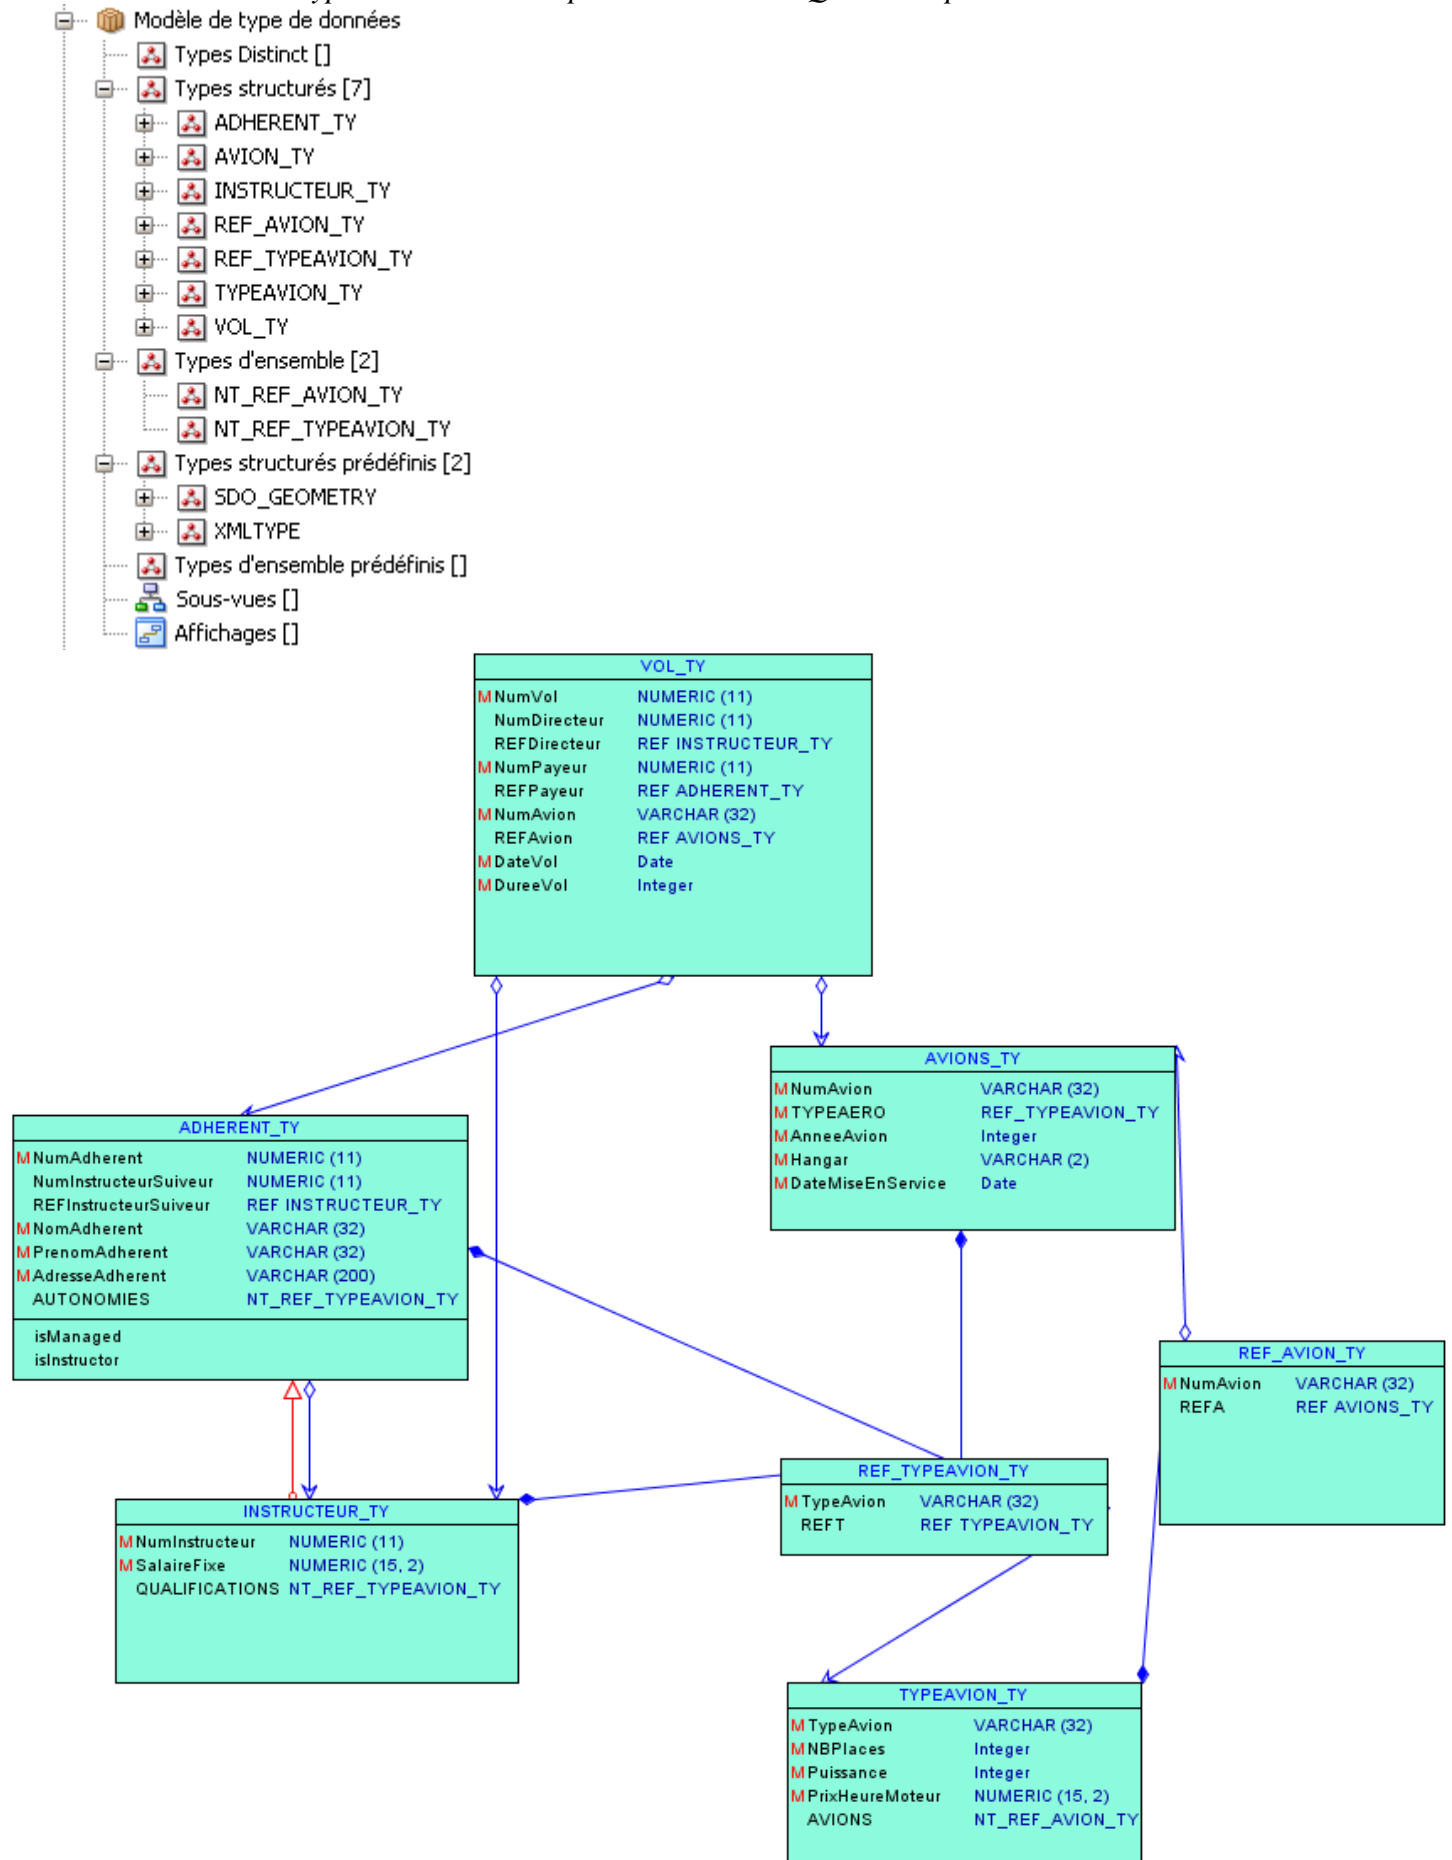 Modèle de type de données
Types Distinct []
Types structurés [7]
ADHERENT_TY
AVION_TY
INSTRUCTEUR_TY
REF_AVION_TY
REF_TYPEAVION_TY
TYPEAVION_TY
VOL_TY
Types d'ensemble [2]
NT_REF_AVION_TY
NT_REF_TYPEAVION_TY
Types structurés prédéfinis [2]
SDO_GEOMETRY
XMLTYPE
Types d'ensemble prédéfinis []
Sous-vues []
Affichages []
VOL_TY
M NumVol NUMERIC (11)
NumDirecteur NUMERIC (11)
REFDirecteur REF INSTRUCTEUR_TY
M NumPayeur NUMERIC (11)
REFPayeur REF ADHERENT_TY
M NumAvion VARCHAR (32)
REFAvion REF AVIONS_TY
M DateVol Date
M DureeVol Integer
AVIONS_TY
M NumAvion VARCHAR (32)
M TYPEAERO REF_TYPEAVION_TY
M AnneeAvion Integer
M Hangar VARCHAR (2)
M DateMiseEnService Date
ADHERENT_TY
M NumAdherent NUMERIC (11)
NumInstructeurSuiveur NUMERIC (11)
REFInstructeurSuiveur REF INSTRUCTEUR_TY
M NomAdherent VARCHAR (32)
M PrenomAdherent VARCHAR (32)
M AdresseAdherent VARCHAR (200)
AUTONOMIES NT_REF_TYPEAVION_TY
isManaged
isInstructor
REF_AVION_TY
M NumAvion VARCHAR (32)
REFA REF AVIONS_TY
REF_TYPEAVION_TY
M TypeAvion VARCHAR (32)
REFT REF TYPEAVION_TY
INSTRUCTEUR_TY
M NumInstructeur NUMERIC (11)
M SalaireFixe NUMERIC (15, 2)
QUALIFICATIONS NT_REF_TYPEAVION_TY
TYPEAVION_TY
M TypeAvion VARCHAR (32)
M NBPlaces Integer
M Puissance Integer
M PrixHeureMoteur NUMERIC (15, 2)
AVIONS NT_REF_AVION_TY